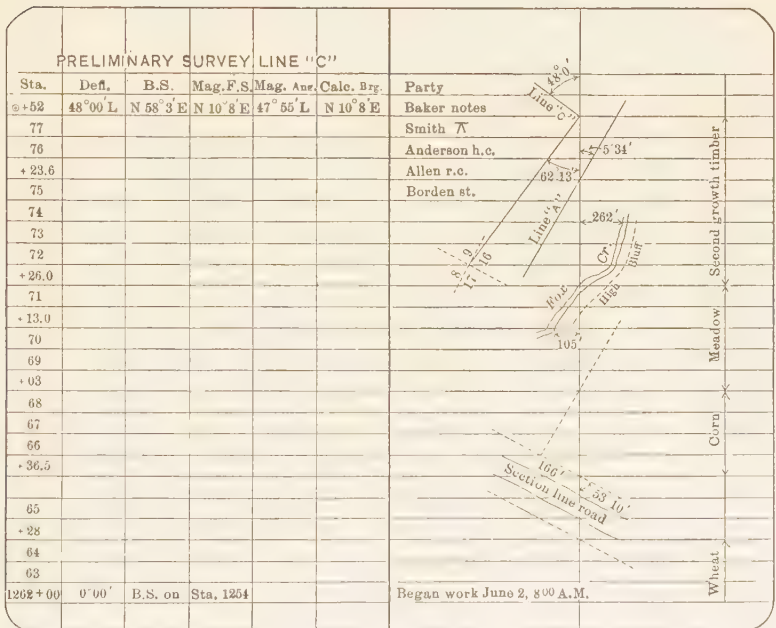 PRELIMINARY SURVEY, LINE "C"
Sta. Defl. B.S. Mag.F.S. Mag. Ang. Calc. Brg. Party
⊙+52 48°00'L N 58°3'E N 10°8'E 47°55'L N 10°8'E Baker notes
77 Smith ⊼
76 Anderson h.c.
+23.6 Allen r.c.
75 Borden st.
74
73
72
+26.0
71
+13.0
70
69
+03
68
67
66
+36.5
65
+28
64
63
1262+00 0°00' B.S. on Sta. 1254 Began work June 2, 8⁰⁰ A.M.
48°0'
Line "C"
5°34'
62°13'
Line "A"
262'
9
16
8
17
Fox Cr.
High Bluff
105
166'
53°10'
Section line road
Second growth timber
Meadow
Corn
Wheat